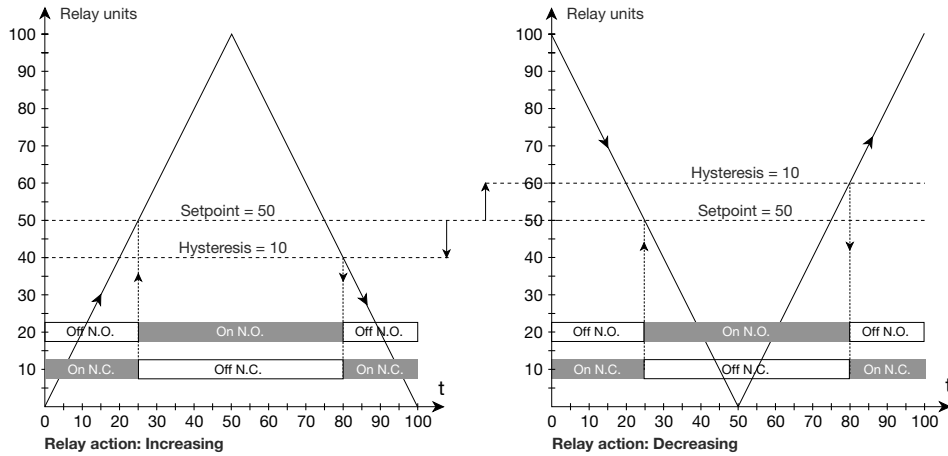 Relay units
100
90
80
70
60
50
40
30
20
10
Setpoint = 50
Hysteresis = 10
Off N.O.
On N.O.
Off N.O.
On N.C.
Off N.C.
On N.C.
t
0 10 20 30 40 50 60 70 80 90 100
Relay action: Increasing
Relay units
100
90
80
70
60
50
40
30
20
10
Hysteresis = 10
Setpoint = 50
Off N.O.
On N.O.
Off N.O.
On N.C.
Off N.C.
On N.C.
t
0 10 20 30 40 50 60 70 80 90 100
Relay action: Decreasing